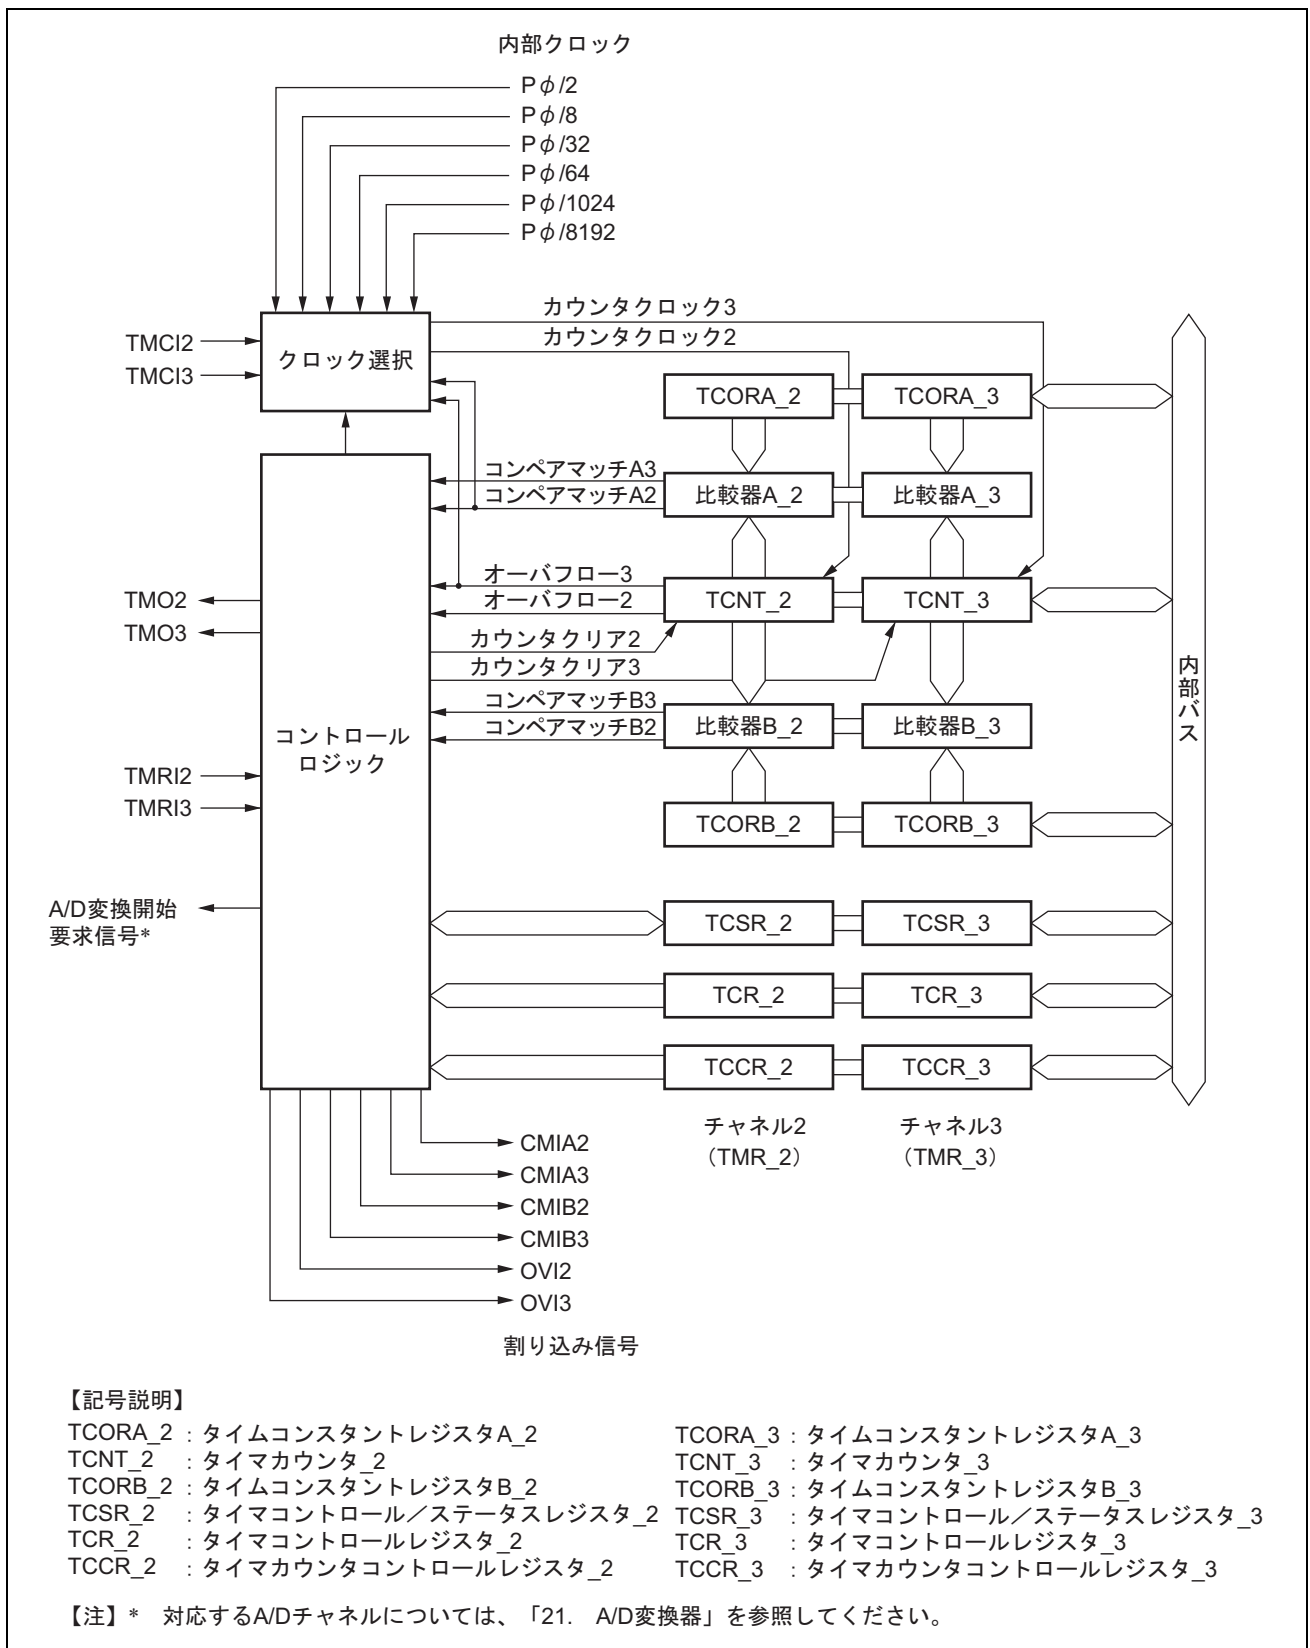 内部クロック
Pφ/2
Pφ/8
Pφ/32
Pφ/64
Pφ/1024
Pφ/8192
カウンタクロック3
カウンタクロック2
TMCI2
TMCI3
クロック選択
TCORA_2
TCORA_3
コンペアマッチA3
コンペアマッチA2
比較器A_2
比較器A_3
オーバフロー3
オーバフロー2
TCNT_2
TCNT_3
TMO2
TMO3
カウンタクリア2
カウンタクリア3
コンペアマッチB3
コンペアマッチB2
比較器B_2
比較器B_3
内部バス
コントロール
ロジック
TMRI2
TMRI3
TCORB_2
TCORB_3
A/D変換開始
要求信号*
TCSR_2
TCSR_3
TCR_2
TCR_3
TCCR_2
TCCR_3
チャネル2
（TMR_2）
チャネル3
（TMR_3）
CMIA2
CMIA3
CMIB2
CMIB3
OVI2
OVI3
割り込み信号
【記号説明】
TCORA_2 : タイムコンスタントレジスタA_2
TCNT_2 : タイマカウンタ_2
TCORB_2 : タイムコンスタントレジスタB_2
TCSR_2 : タイマコントロール／ステータスレジスタ_2
TCR_2 : タイマコントロールレジスタ_2
TCCR_2 : タイマカウンタコントロールレジスタ_2
TCORA_3 : タイムコンスタントレジスタA_3
TCNT_3 : タイマカウンタ_3
TCORB_3 : タイムコンスタントレジスタB_3
TCSR_3 : タイマコントロール／ステータスレジスタ_3
TCR_3 : タイマコントロールレジスタ_3
TCCR_3 : タイマカウンタコントロールレジスタ_3
【注】* 対応するA/Dチャネルについては、「21. A/D変換器」を参照してください。